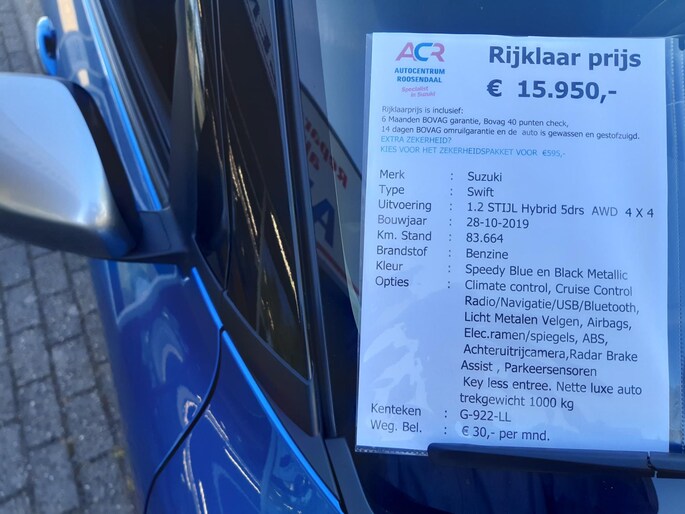 ACR
AUTOCENTRUM
ROOSENDAAL
Specialist
in Suzuki
Rijklaar prijs
€ 15.950,-
Rijklaarprijs is inclusief:
6 Maanden BOVAG garantie, Bovag 40 punten check,
14 dagen BOVAG omruilgarantie en de auto is gewassen en gestofzuigd.
EXTRA ZEKERHEID?
KIES VOOR HET ZEKERHEIDSPAKKET VOOR €595,-
Merk : Suzuki
Type : Swift
Uitvoering : 1.2 STIJL Hybrid 5drs AWD 4 X 4
Bouwjaar : 28-10-2019
Km. Stand : 83.664
Brandstof : Benzine
Kleur : Speedy Blue en Black Metallic
Opties : Climate control, Cruise Control
Radio/Navigatie/USB/Bluetooth,
Licht Metalen Velgen, Airbags,
Elec.ramen/spiegels, ABS,
Achteruitrijcamera,Radar Brake
Assist , Parkeersensoren
Key less entree. Nette luxe auto
trekgewicht 1000 kg
Kenteken : G-922-LL
Weg. Bel. : € 30,- per mnd.